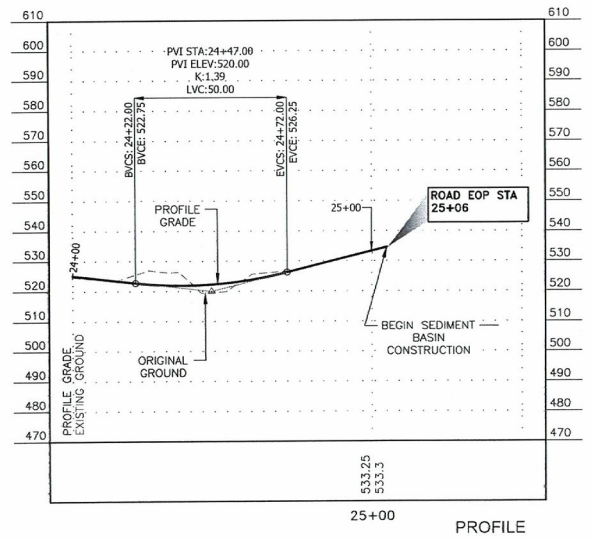 610
600
590
580
570
560
550
540
530
520
510
500
490
480
470
PVI STA:24+47.00
PVI ELEV:520.00
K:1.39
LVC:50.00
BVCS: 24+22.00
BVCE: 522.75
EVCS: 24+72.00
EVCE: 526.25
PROFILE
GRADE
25+00
ROAD EOP STA
25+06
24+00
ORIGINAL
GROUND
BEGIN SEDIMENT
BASIN
CONSTRUCTION
PROFILE GRADE
EXISTING GROUND
610
600
590
580
570
560
550
540
530
520
510
500
490
480
470
533.25
533.3
25+00
PROFILE